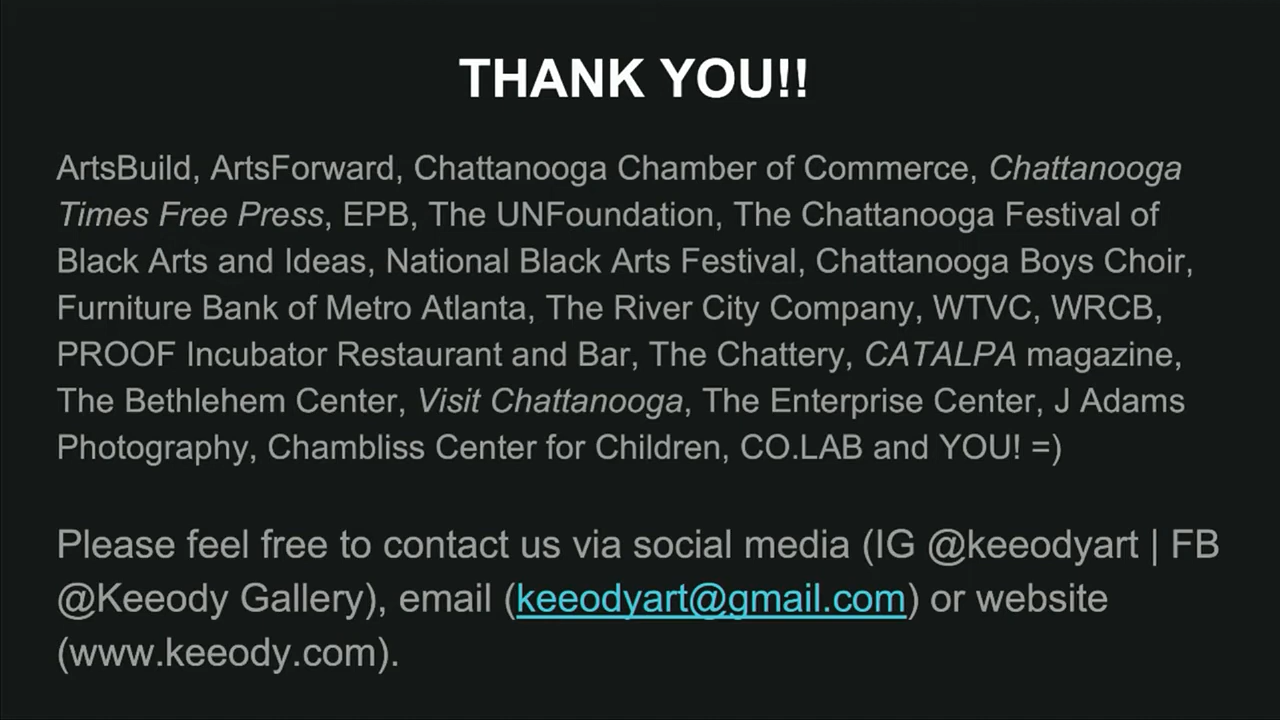 THANK YOU!!
ArtsBuild, ArtsForward, Chattanooga Chamber of Commerce, Chattanooga
Times Free Press, EPB, The UNFoundation, The Chattanooga Festival of
Black Arts and Ideas, National Black Arts Festival, Chattanooga Boys Choir,
Furniture Bank of Metro Atlanta, The River City Company, WTVC, WRCB,
PROOF Incubator Restaurant and Bar, The Chattery, CATALPA magazine,
The Bethlehem Center, Visit Chattanooga, The Enterprise Center, J Adams
Photography, Chambliss Center for Children, CO.LAB and YOU! =)
Please feel free to contact us via social media (IG @keeodyart | FB
@Keeody Gallery), email (keeodyart@gmail.com) or website
(www.keeody.com).